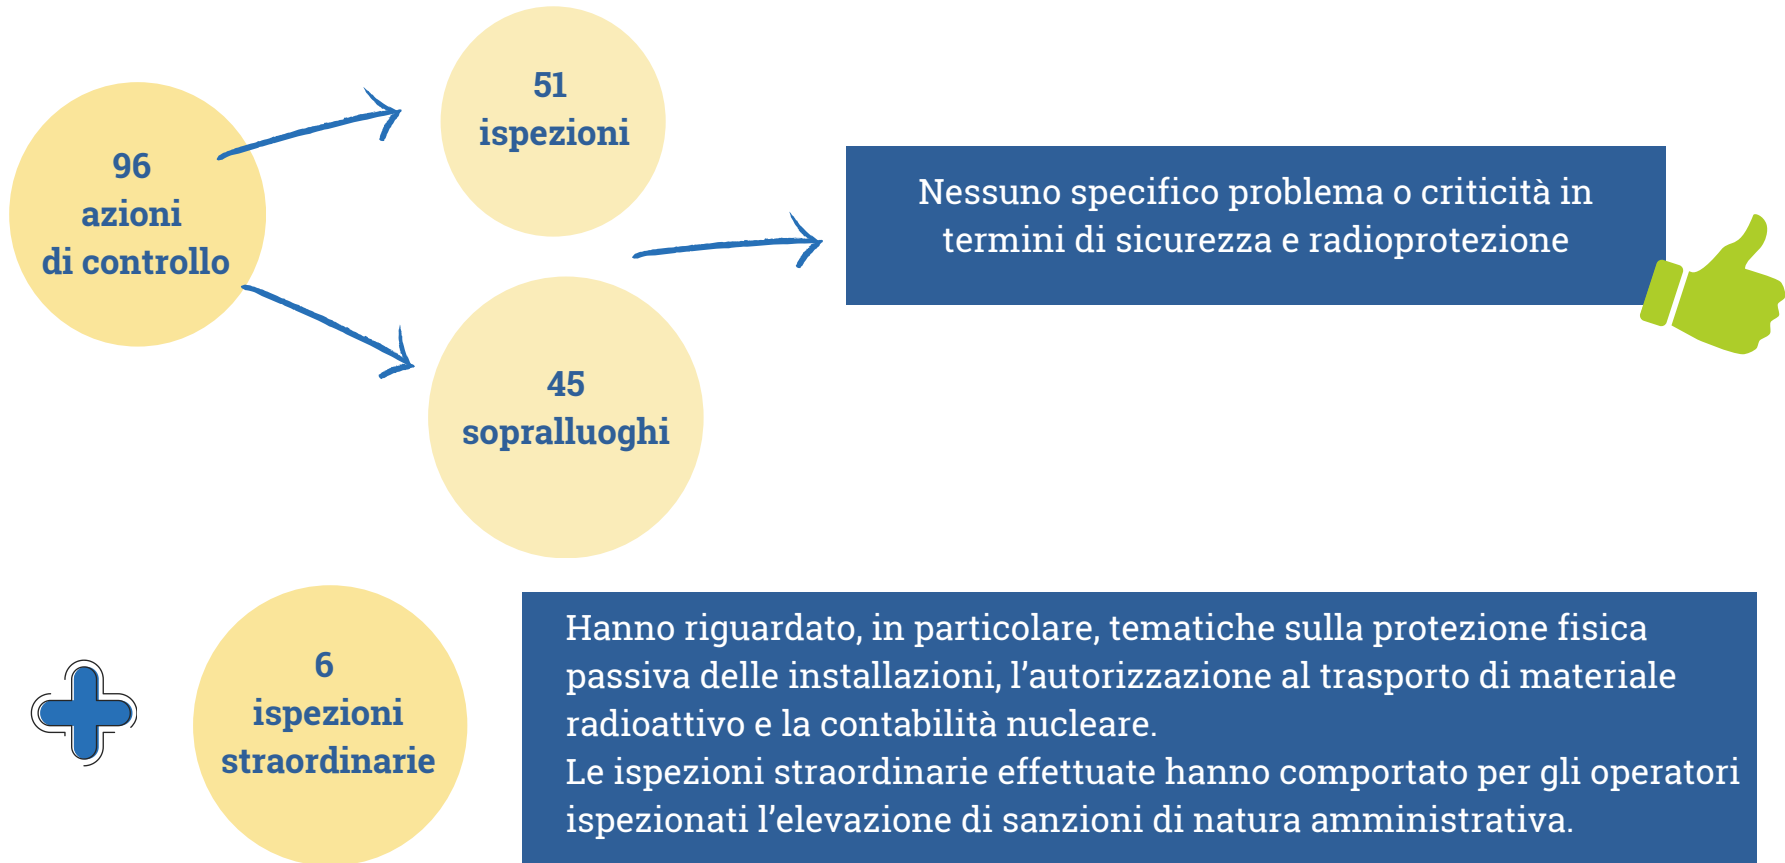 96
azioni
di controllo
51
ispezioni
45
sopralluoghi
Nessuno specifico problema o criticità in
termini di sicurezza e radioprotezione
6
ispezioni
straordinarie
Hanno riguardato, in particolare, tematiche sulla protezione fisica
passiva delle installazioni, l’autorizzazione al trasporto di materiale
radioattivo e la contabilità nucleare.
Le ispezioni straordinarie effettuate hanno comportato per gli operatori
ispezionati l’elevazione di sanzioni di natura amministrativa.